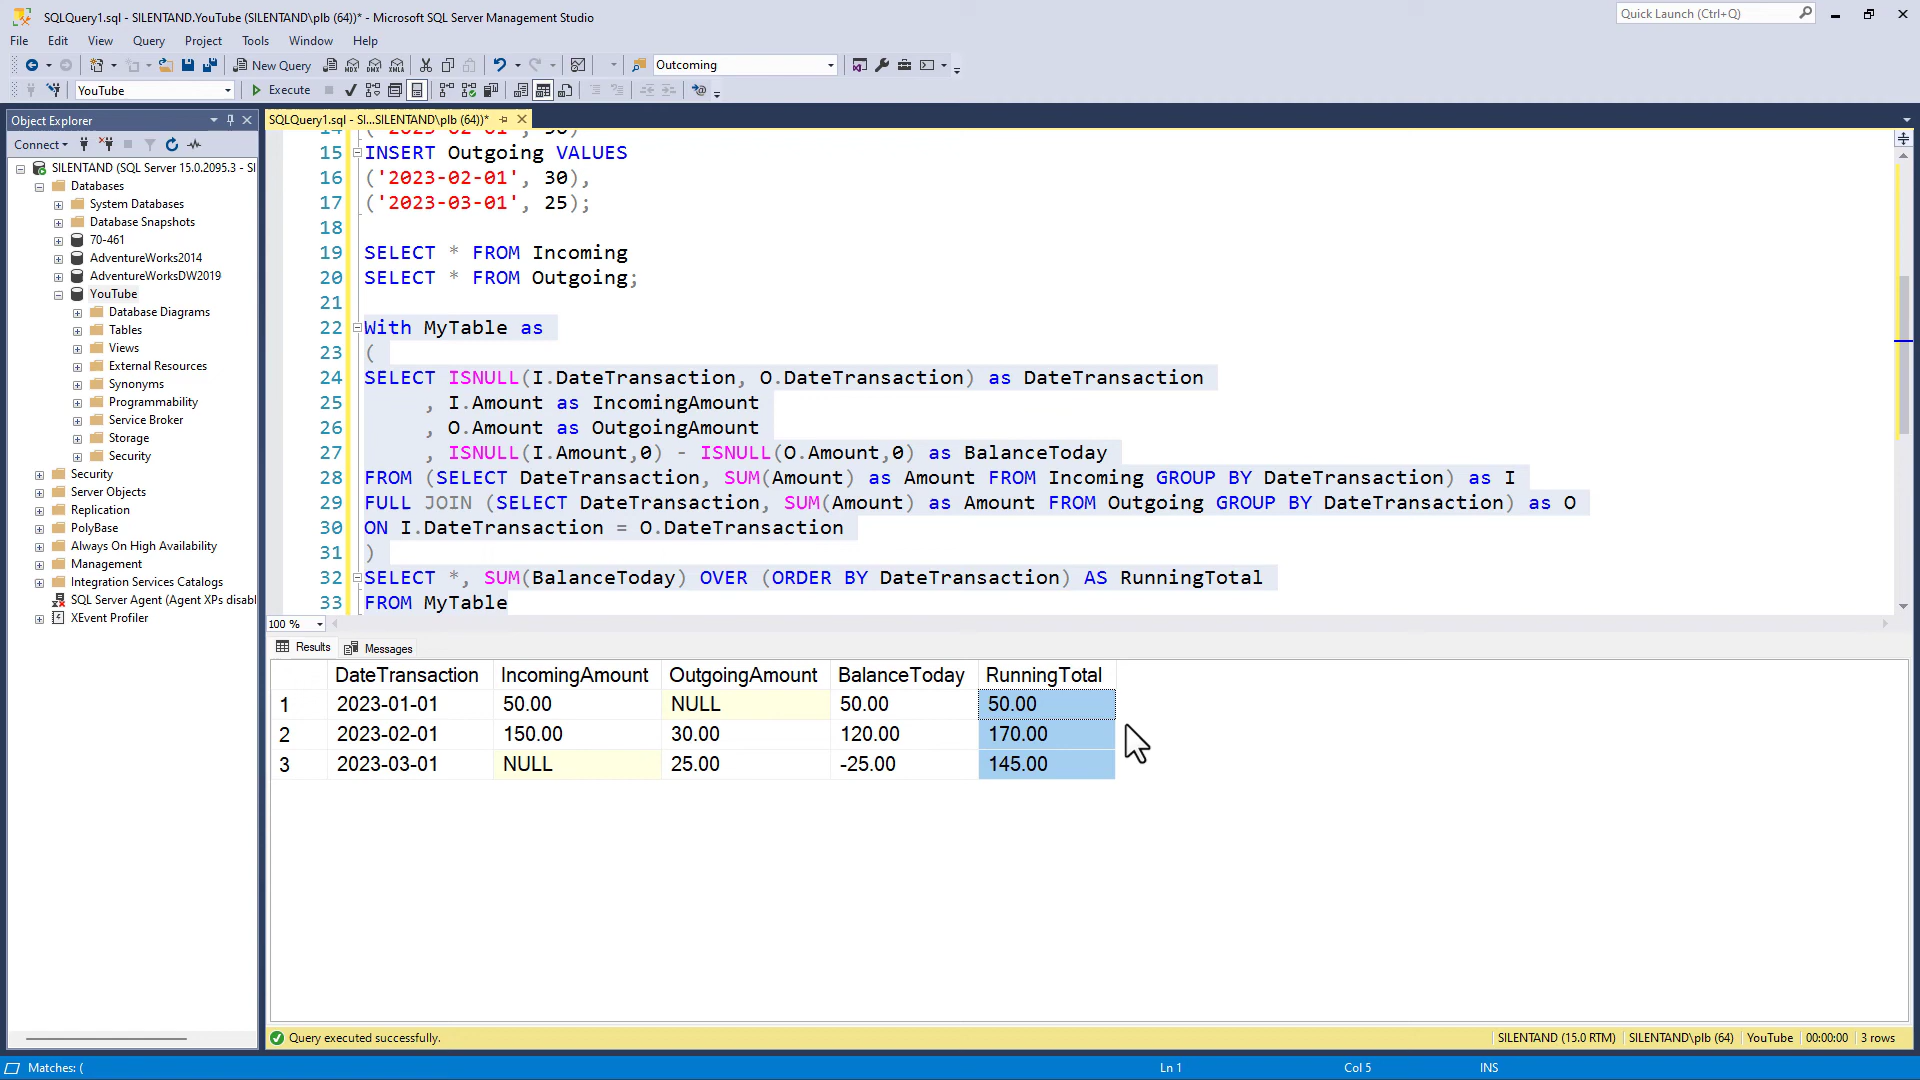 SQLQuery1.sql - SILENTAND.YouTube (SILENTAND\plb (64))* - Microsoft SQL Server Management Studio
Quick Launch (Ctrl+Q)
File Edit View Query Project Tools Window Help
New Query
MDX
DMX
XMLA
Outcoming
YouTube
Execute
Object Explorer
Connect
SILENTAND (SQL Server 15.0.2095.3 - SI
Databases
System Databases
Database Snapshots
70-461
AdventureWorks2014
AdventureWorksDW2019
YouTube
Database Diagrams
Tables
Views
External Resources
Synonyms
Programmability
Service Broker
Storage
Security
Security
Server Objects
Replication
PolyBase
Always On High Availability
Management
Integration Services Catalogs
SQL Server Agent (Agent XPs disabl
XEvent Profiler
SQLQuery1.sql - SI...SILENTAND\plb (64))*
14 ('2023-02-01', 50)
15 INSERT Outgoing VALUES
16 ('2023-02-01', 30),
17 ('2023-03-01', 25);
18
19 SELECT * FROM Incoming
20 SELECT * FROM Outgoing;
21
22 With MyTable as
23 (
24 SELECT ISNULL(I.DateTransaction, O.DateTransaction) as DateTransaction
25 , I.Amount as IncomingAmount
26 , O.Amount as OutgoingAmount
27 , ISNULL(I.Amount,0) - ISNULL(O.Amount,0) as BalanceToday
28 FROM (SELECT DateTransaction, SUM(Amount) as Amount FROM Incoming GROUP BY DateTransaction) as I
29 FULL JOIN (SELECT DateTransaction, SUM(Amount) as Amount FROM Outgoing GROUP BY DateTransaction) as O
30 ON I.DateTransaction = O.DateTransaction
31 )
32 SELECT *, SUM(BalanceToday) OVER (ORDER BY DateTransaction) AS RunningTotal
33 FROM MyTable
100 %
Results Messages
DateTransaction IncomingAmount OutgoingAmount BalanceToday RunningTotal
1 2023-01-01 50.00 NULL 50.00 50.00
2 2023-02-01 150.00 30.00 120.00 170.00
3 2023-03-01 NULL 25.00 -25.00 145.00
Query executed successfully.
SILENTAND (15.0 RTM) SILENTAND\plb (64) YouTube 00:00:00 3 rows
Matches: (
Ln 1 Col 5 INS